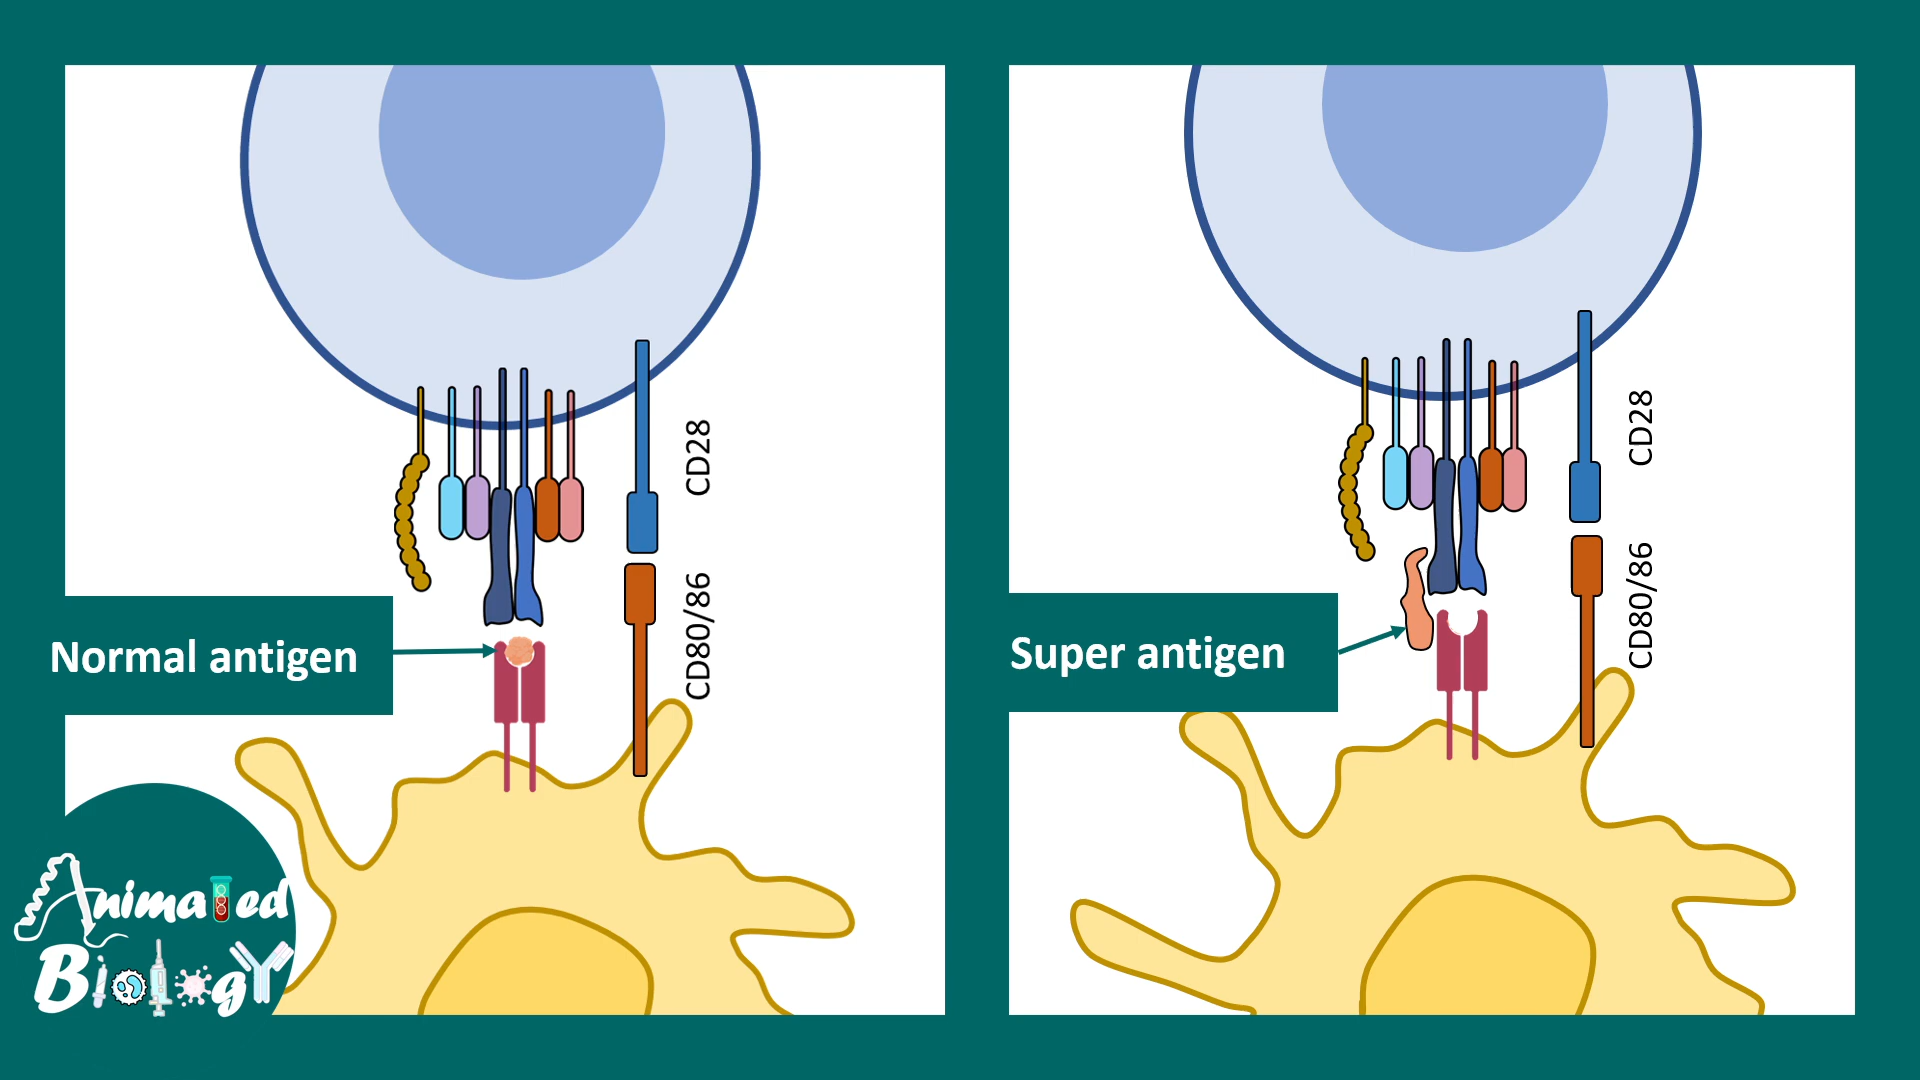 CD28
CD80/86
Normal antigen
CD28
CD80/86
Super antigen
Animated
Biology